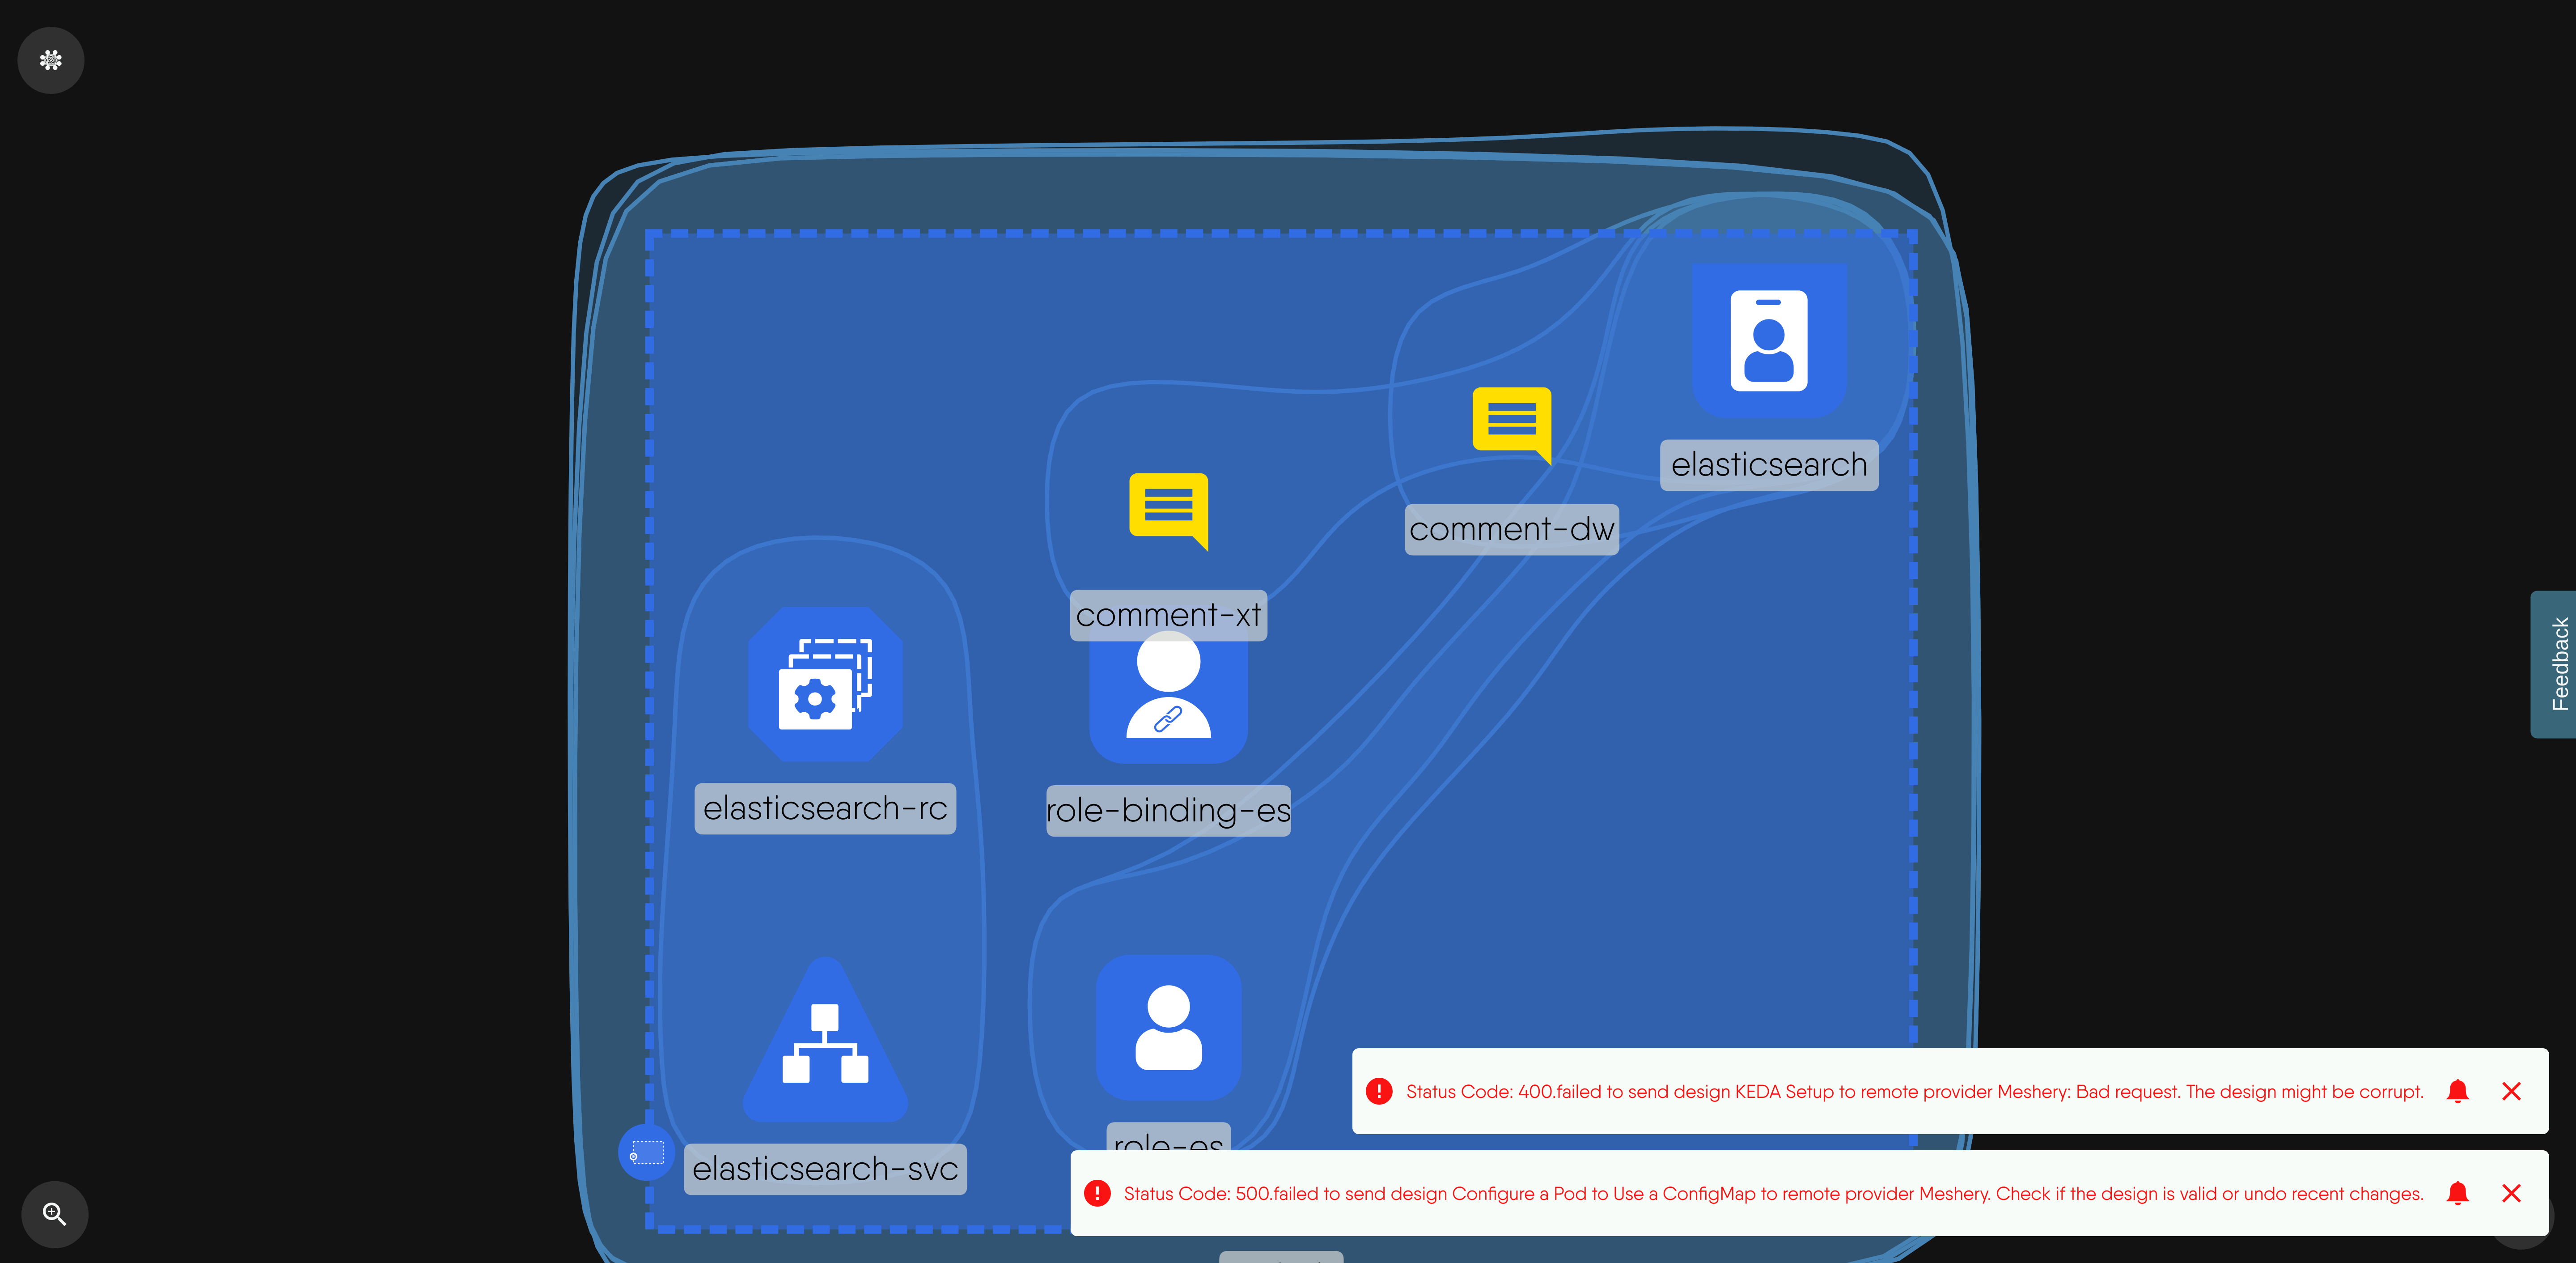 elasticsearch
comment-dw
comment-xt
elasticsearch-rc
role-binding-es
role-es
elasticsearch-svc
Feedback
Status Code: 400.failed to send design KEDA Setup to remote provider Meshery: Bad request. The design might be corrupt.
Status Code: 500.failed to send design Configure a Pod to Use a ConfigMap to remote provider Meshery. Check if the design is valid or undo recent changes.